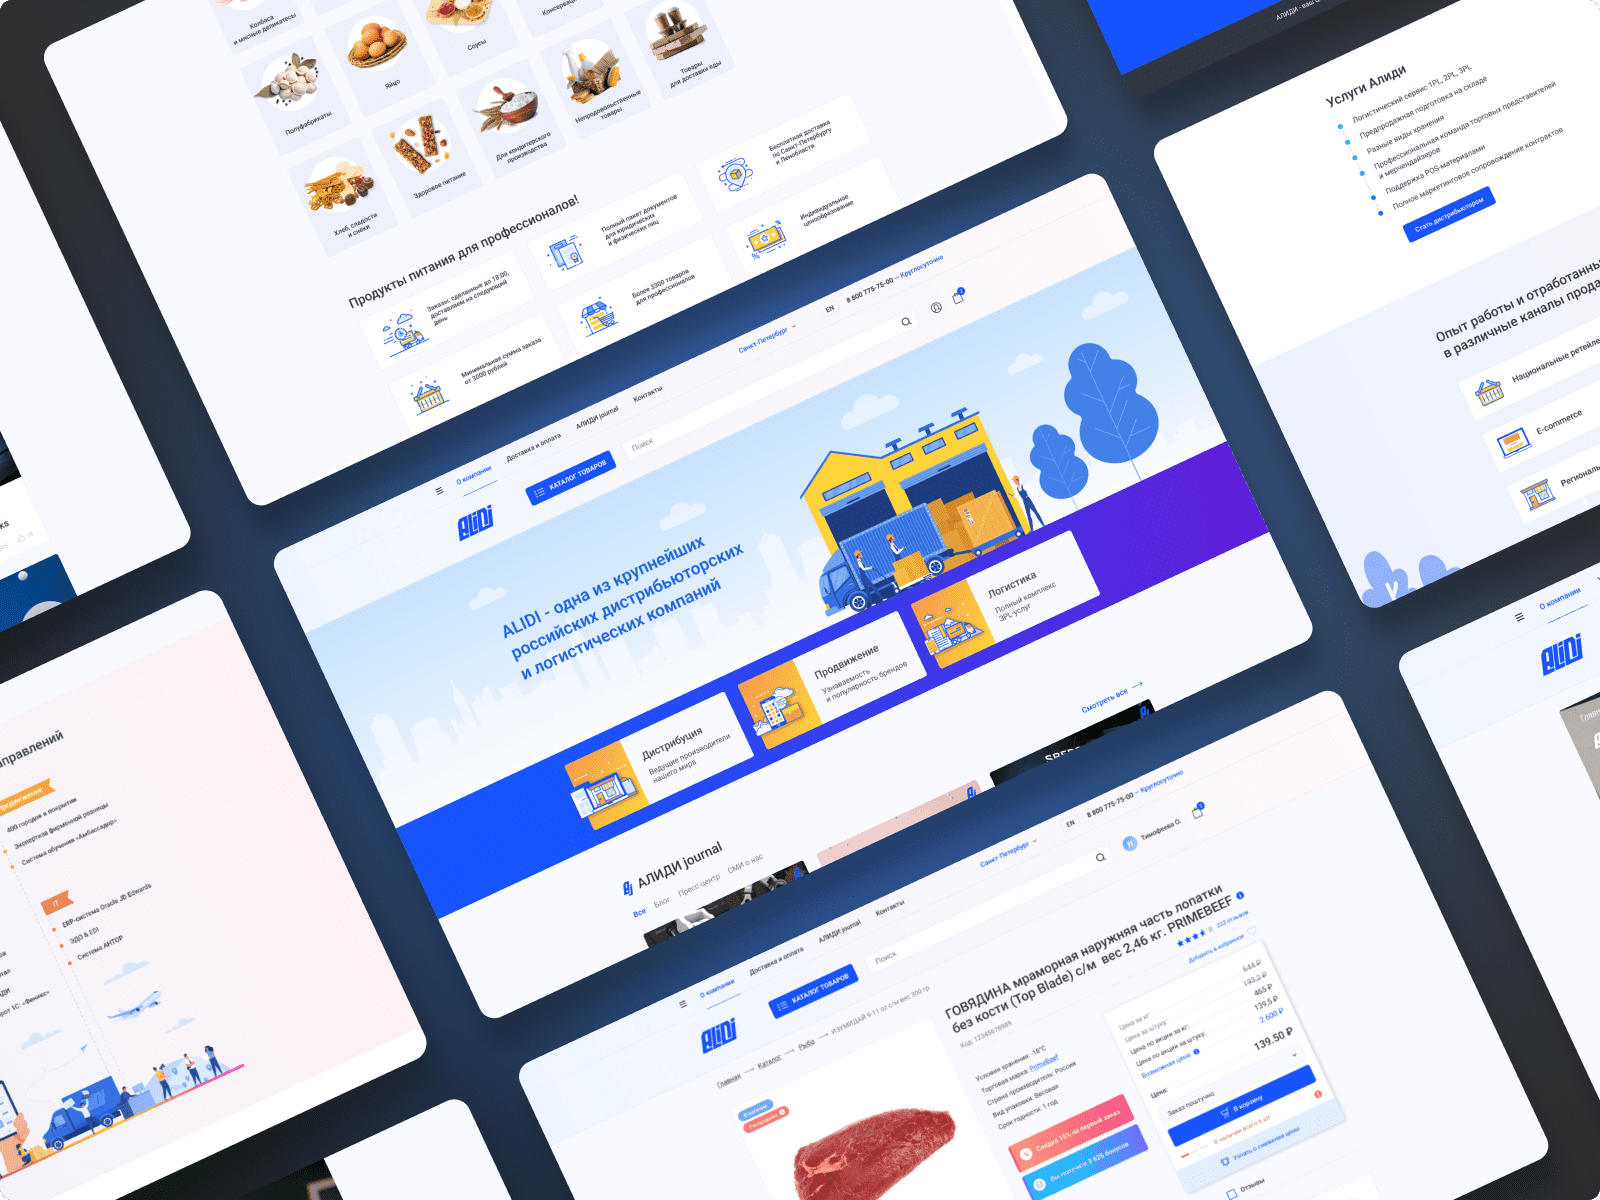 Колбаса
и мясные деликатесы
Соусы
Яйцо
Полуфабрикаты
Товары
для доставки еды
Непродовольственные
товары
Для кондитерского
производства
Здоровое питание
Хлеб, сладости
и снеки
Продукты питания для профессионалов!
Бесплатная доставка
по Санкт-Петербургу
и Ленобласти
Полный пакет документов
для юридических
и физических лиц
Индивидуальное
ценообразование
Заказы, сделанные до 18:00,
доставляем на следующий
день
Более 3300 товаров
для профессионалов
Минимальная сумма заказа
от 3000 рублей
Услуги Алиди
Логистический сервис 1PL, 2PL, 3PL
Предпродажная подготовка на складе
Разные виды хранения
Профессиональная команда торговых представителей
и мерчендайзеров
Поддержка POS-материалами
Полное маркетинговое сопровождение контрактов
Стать дистрибьютором
Опыт работы и отработанны
в различные каналы прода
Национальные ретейле
E-commerce
Региональ
О компании
Доставка и оплата
АЛИДИ journal
Контакты
Санкт-Петербург
EN
8 800 775-75-00 — Круглосуточно
ALIDI
КАТАЛОГ ТОВАРОВ
Поиск
ALIDI - одна из крупнейших
российских дистрибьюторских
и логистических компаний
Дистрибуция
Ведущие производители
нашего мира
Продвижение
Узнаваемость
и популярность брендов
Логистика
Полный комплекс
3PL-услуг
АЛИДИ journal
Все
Блог
Пресс-центр
СМИ о нас
Смотреть все
аправлений
Продвижение
400 городов в покрытии
Экспертиза фирменной розницы
Система обучения «Амбассадор»
IT
ERP-система Oracle JD Edwards
ЭДО & EDI
Система АНТОР
О компании
ALIDI
О компании
Доставка и оплата
АЛИДИ journal
Контакты
Санкт-Петербург
EN
8 800 775-75-00 — Круглосуточно
ALIDI
КАТАЛОГ ТОВАРОВ
Поиск
Тимофеева О.
Главная
Каталог
Рыба
ИЗУМИДАЙ 9-11 oz с/м вес 300 гр
ГОВЯДИНА мраморная наружняя часть лопатки
без кости (Top Blade) с/м вес 2,46 кг. PRIMEBEEF
Код: 12345678989
223 отзывов
Добавить в избранное
Условия хранения: -18°C
Торговая марка: PrimeBeef
Страна производитель: Россия
Вид упаковки: Весовая
Срок годности: 1 год
Скидка 15% на первый заказ
Вы получите 3 625 бонусов
Цена за кг:
644 ₽
Цена за штуку:
193,2 ₽
Цена по акции за кг:
465 ₽
Цена по акции за штуку:
139,5 ₽
Возможная цена
2 600 ₽
Цена:
139.50 ₽
Заказ поштучно
В корзину
В наличии всего 6 шт
Узнать о снижении цены
Отзывы